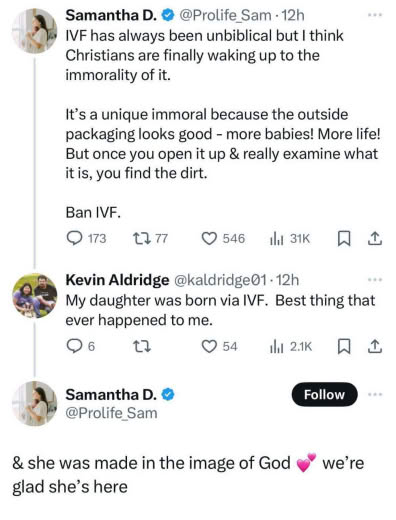 Samantha D. @Prolife_Sam · 12h
IVF has always been unbiblical but I think
Christians are finally waking up to the
immorality of it.
It's a unique immoral because the outside
packaging looks good - more babies! More life!
But once you open it up & really examine what
it is, you find the dirt.
Ban IVF.
173 77 546 31K
Kevin Aldridge @kaldridge01 · 12h
My daughter was born via IVF. Best thing that
ever happened to me.
6 54 2.1K
Samantha D. Follow
@Prolife_Sam
& she was made in the image of God 💕 we're
glad she's here